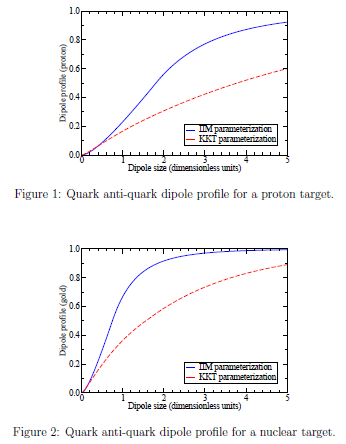 1.0
0.8
0.6
0.4
0.2
0.0
Dipole profile (proton)
IIM parameterization
KKT parameterization
0 1 2 3 4 5
Dipole size (dimensionless units)
Figure 1: Quark anti-quark dipole profile for a proton target.
1.0
0.8
0.6
0.4
0.2
0.0
Dipole profile (gold)
IIM parameterization
KKT parameterization
0 1 2 3 4 5
Dipole size (dimensionless units)
Figure 2: Quark anti-quark dipole profile for a nuclear target.